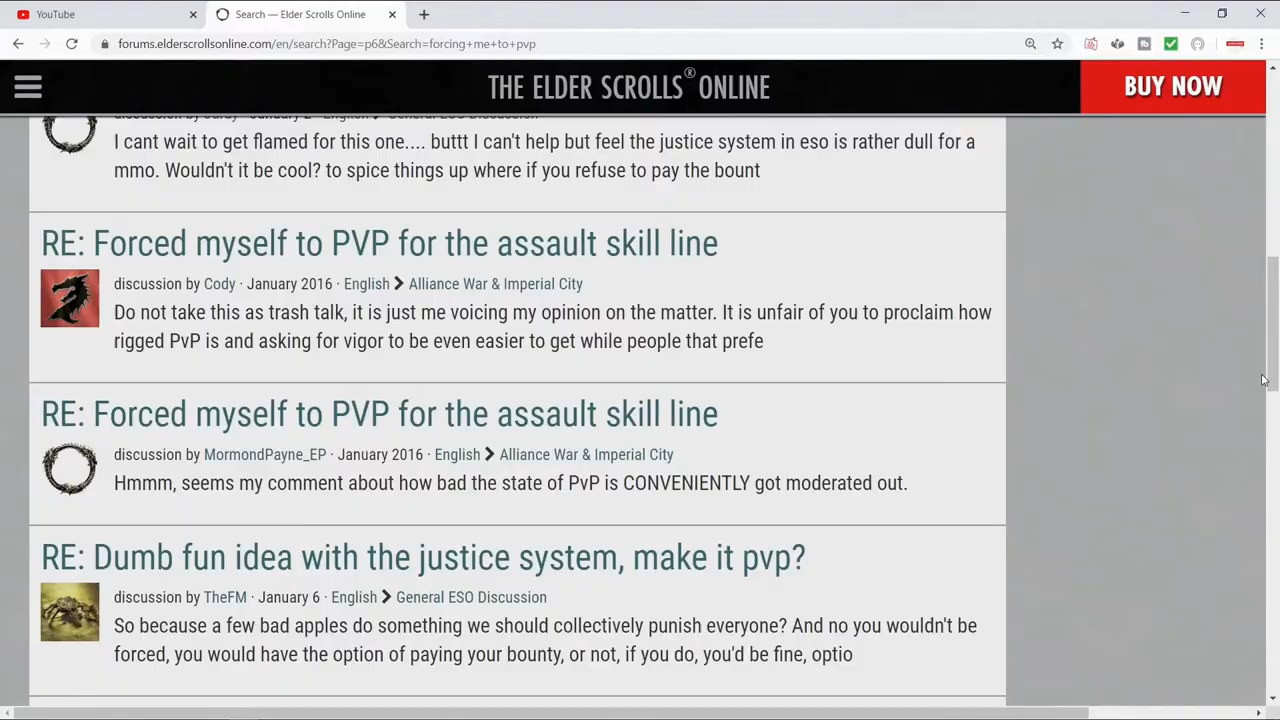 YouTube
Search — Elder Scrolls Online
forums.elderscrollsonline.com/en/search?Page=p6&Search=forcing+me+to+pvp
THE ELDER SCROLLS® ONLINE
BUY NOW
I cant wait to get flamed for this one.... buttt I can't help but feel the justice system in eso is rather dull for a
mmo. Wouldn't it be cool? to spice things up where if you refuse to pay the bount
RE: Forced myself to PVP for the assault skill line
discussion by Cody · January 2016 · English > Alliance War & Imperial City
Do not take this as trash talk, it is just me voicing my opinion on the matter. It is unfair of you to proclaim how
rigged PvP is and asking for vigor to be even easier to get while people that prefe
RE: Forced myself to PVP for the assault skill line
discussion by MormondPayne_EP · January 2016 · English > Alliance War & Imperial City
Hmmm, seems my comment about how bad the state of PvP is CONVENIENTLY got moderated out.
RE: Dumb fun idea with the justice system, make it pvp?
discussion by TheFM · January 6 · English > General ESO Discussion
So because a few bad apples do something we should collectively punish everyone? And no you wouldn't be
forced, you would have the option of paying your bounty, or not, if you do, you'd be fine, optio